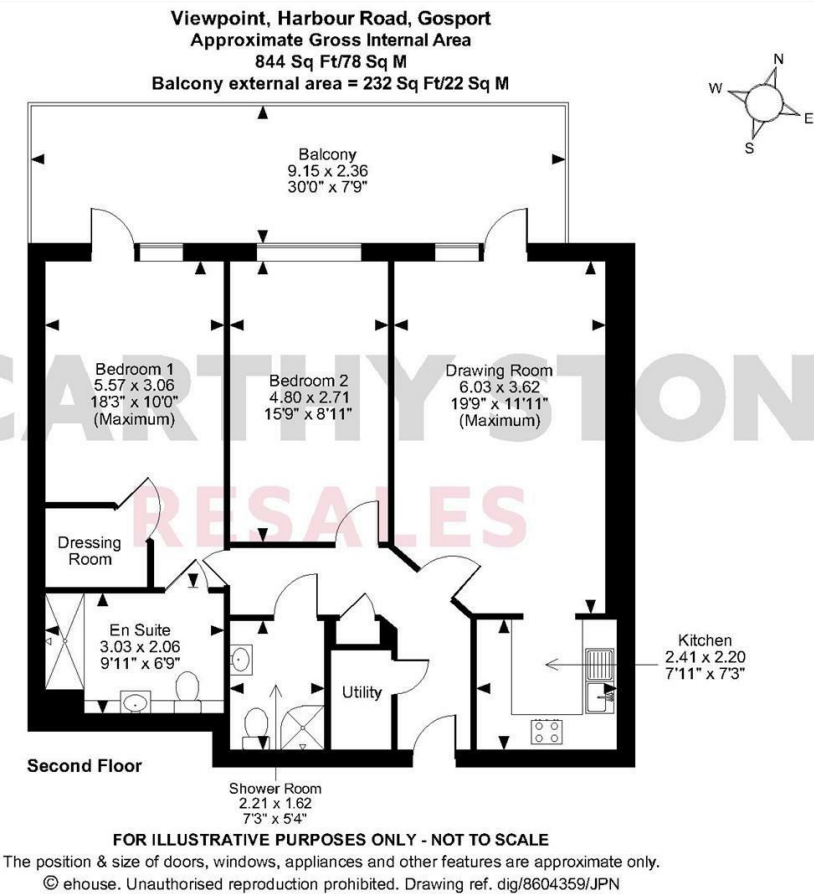 Viewpoint, Harbour Road, Gosport
Approximate Gross Internal Area
844 Sq Ft/78 Sq M
Balcony external area = 232 Sq Ft/22 Sq M
N
W
E
S
Balcony
9.15 x 2.36
30'0" x 7'9"
Bedroom 1
5.57 x 3.06
18'3" x 10'0"
(Maximum)
Bedroom 2
4.80 x 2.71
15'9" x 8'11"
Drawing Room
6.03 x 3.62
19'9" x 11'11"
(Maximum)
CARTHY STON
RESALES
Dressing
Room
En Suite
3.03 x 2.06
9'11" x 6'9"
Utility
Kitchen
2.41 x 2.20
7'11" x 7'3"
Second Floor
Shower Room
2.21 x 1.62
7'3" x 5'4"
FOR ILLUSTRATIVE PURPOSES ONLY - NOT TO SCALE
The position & size of doors, windows, appliances and other features are approximate only.
© ehouse. Unauthorised reproduction prohibited. Drawing ref. dig/8604359/JPN